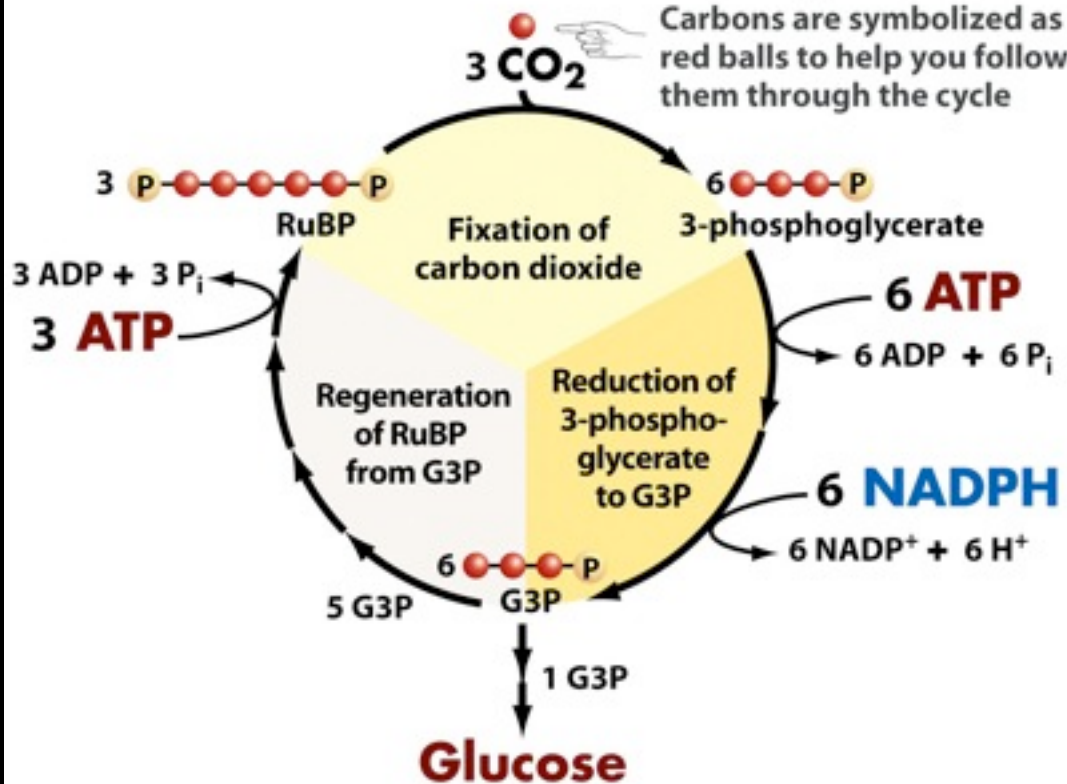 Carbons are symbolized as
red balls to help you follow
them through the cycle
3 CO₂
3 P P
RuBP
6 P
3-phosphoglycerate
Fixation of
carbon dioxide
3 ADP + 3 Pᵢ
3 ATP
6 ATP
6 ADP + 6 Pᵢ
Regeneration
of RuBP
from G3P
Reduction of
3-phospho-
glycerate
to G3P
6 NADPH
6 NADP⁺ + 6 H⁺
6 P
G3P
5 G3P
1 G3P
Glucose